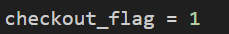 checkout_flag = 1